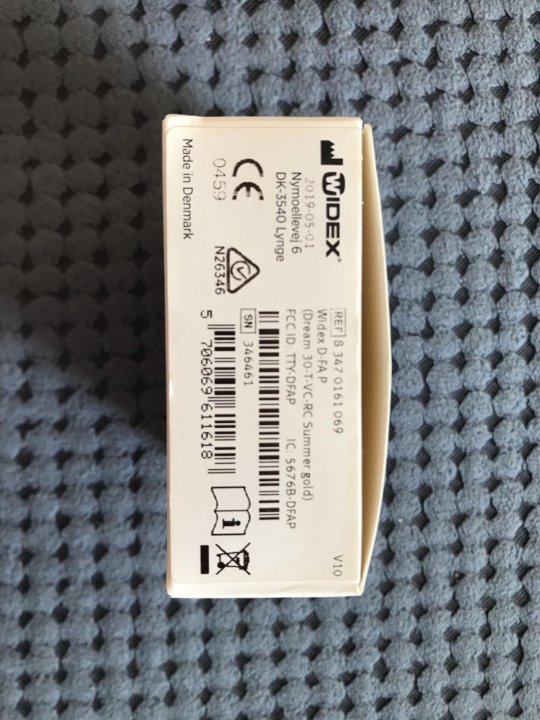 WIDEX®
2019-05-01
Nymoellevej 6
DK-3540 Lynge
CE
0459
N26346
Made in Denmark
REF 8 347 0161 069
V10
Widex D-FA P
(Dream 30-T-VC-RC Summer gold)
FCC ID: TTY-DFAP IC: 5676B-DFAP
SN 346461
5 706069 611618